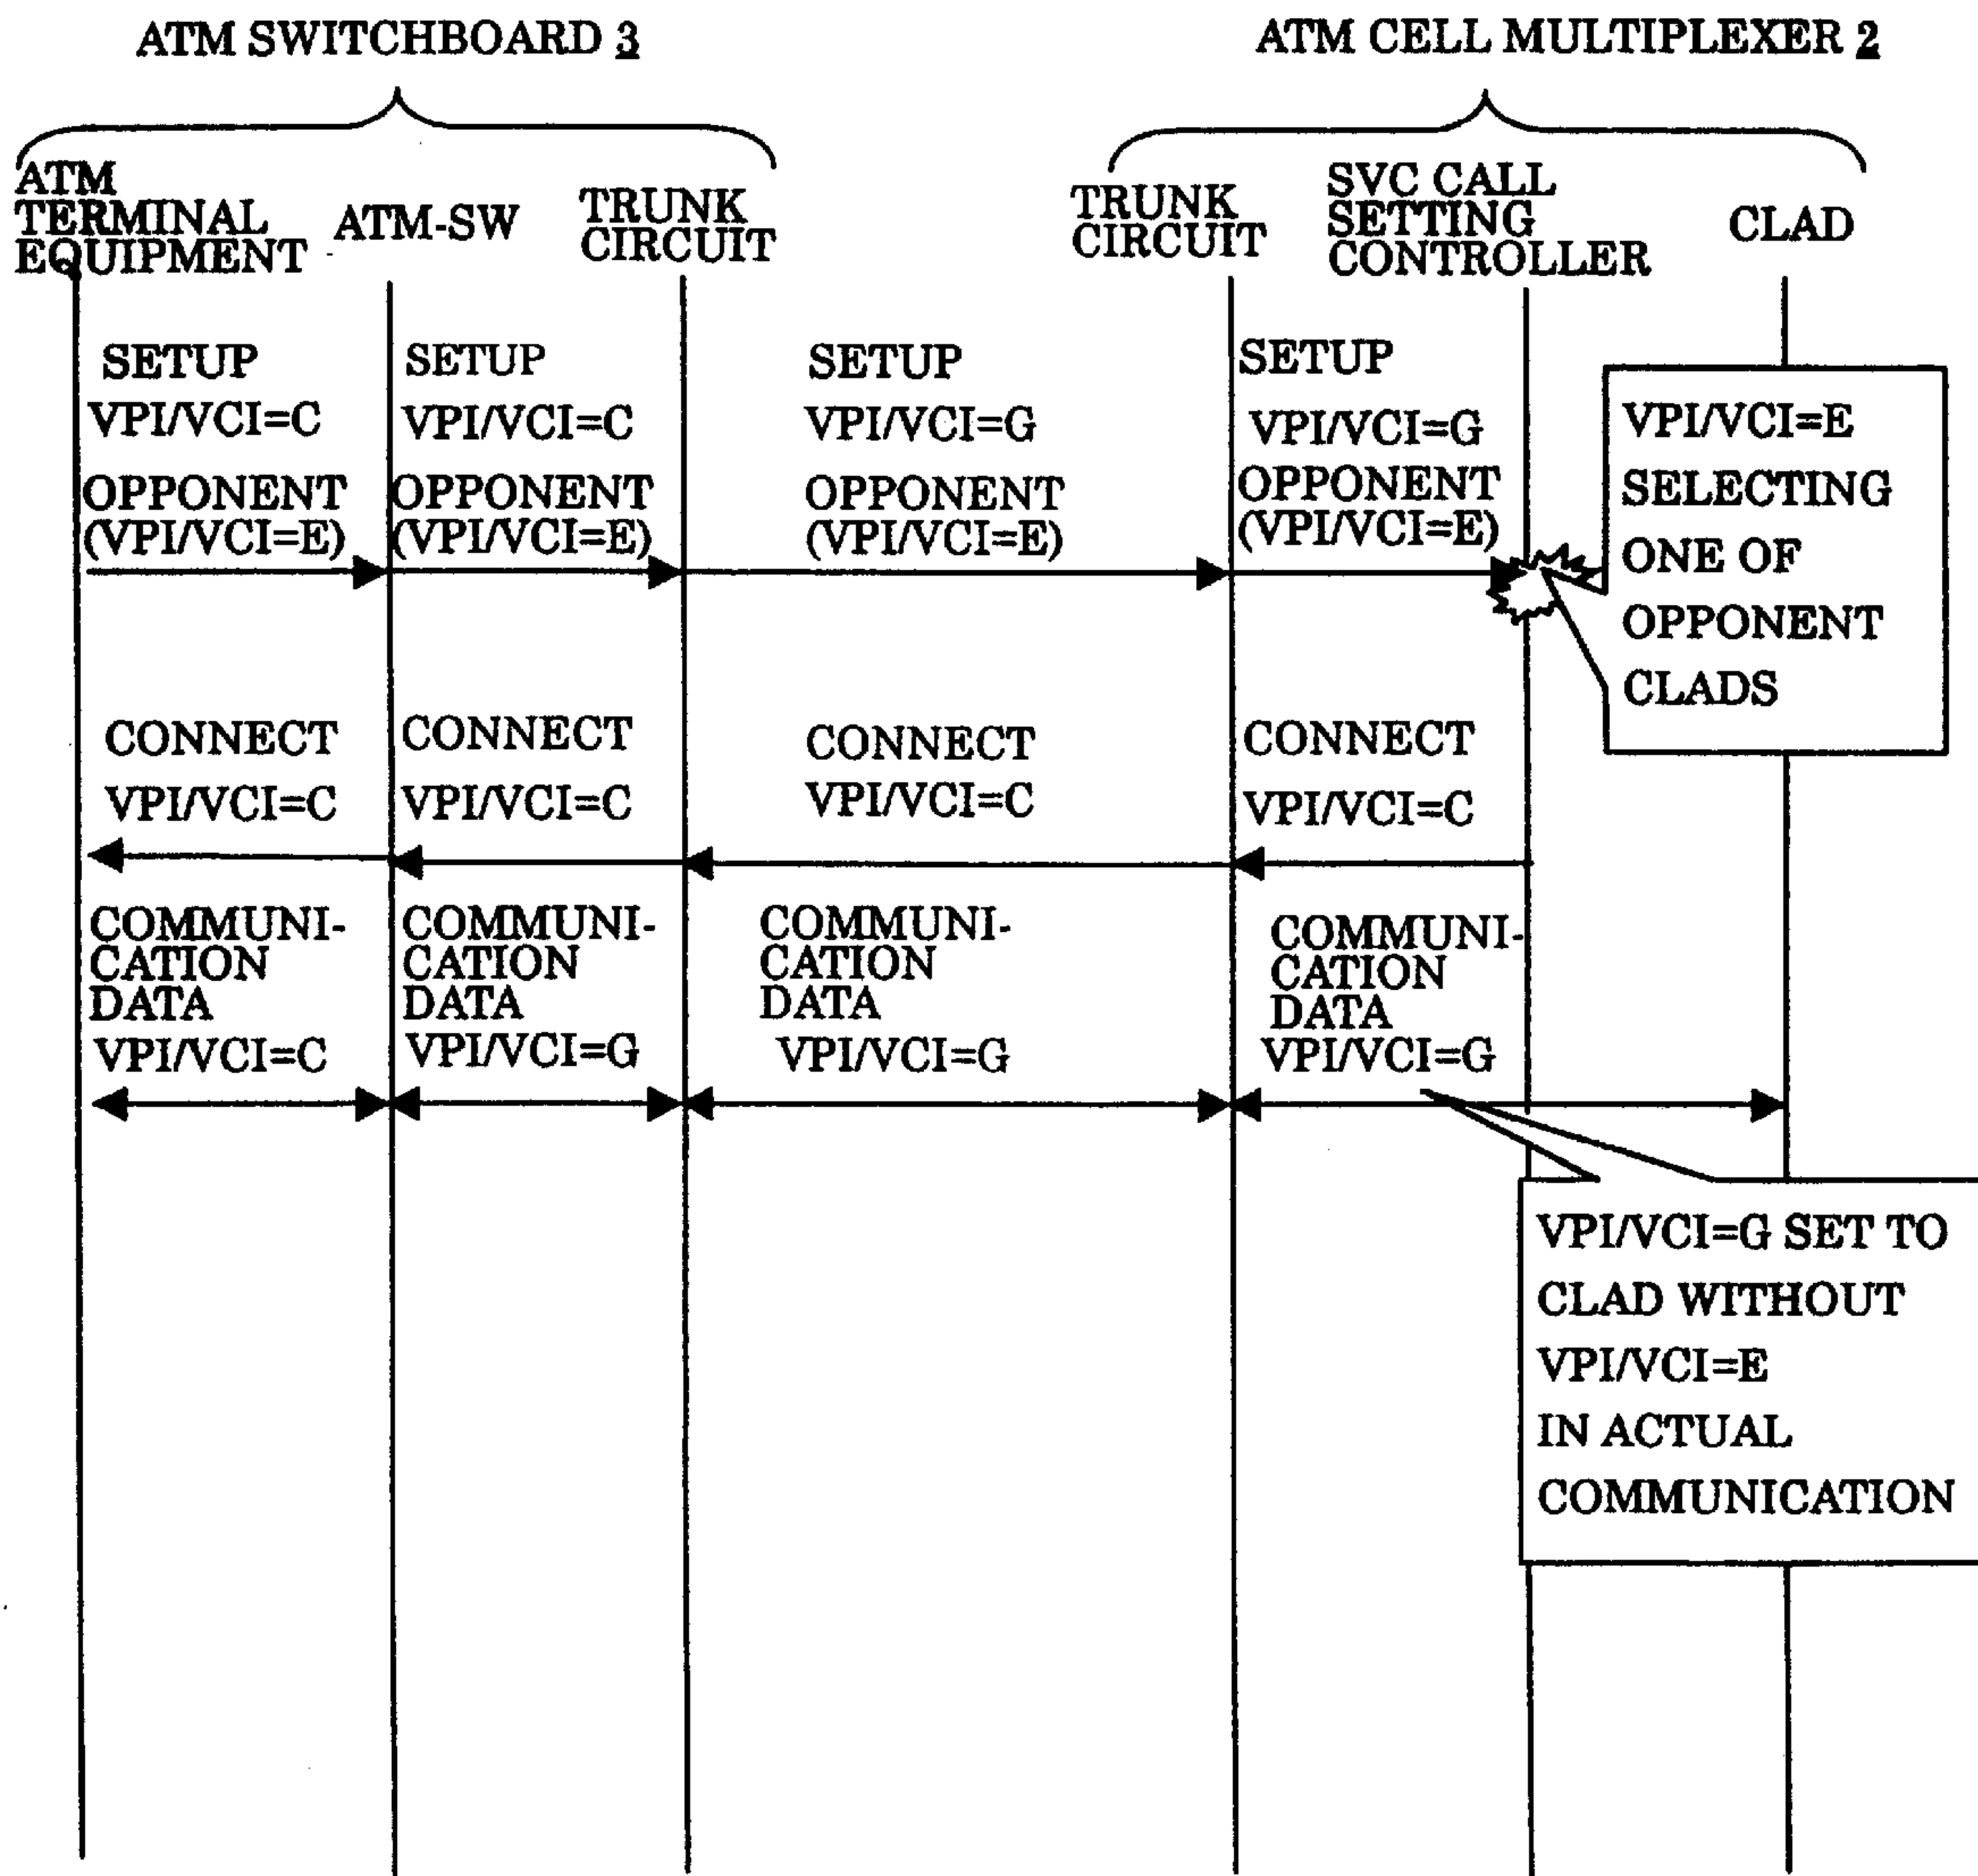 ATM SWITCHBOARD 3
ATM CELL MULTIPLEXER 2
ATM
TERMINAL
EQUIPMENT
ATM-SW
TRUNK
CIRCUIT
TRUNK
CIRCUIT
SVC CALL
SETTING
CONTROLLER
CLAD
SETUP
VPI/VCI=C
OPPONENT
(VPI/VCI=E)
SETUP
VPI/VCI=C
OPPONENT
(VPI/VCI=E)
SETUP
VPI/VCI=G
OPPONENT
(VPI/VCI=E)
SETUP
VPI/VCI=G
OPPONENT
(VPI/VCI=E)
VPI/VCI=E
SELECTING
ONE OF
OPPONENT
CLADS
CONNECT
VPI/VCI=C
CONNECT
VPI/VCI=C
CONNECT
VPI/VCI=C
CONNECT
VPI/VCI=C
COMMUNI-
CATION
DATA
VPI/VCI=C
COMMUNI-
CATION
DATA
VPI/VCI=G
COMMUNI-
CATION
DATA
VPI/VCI=G
COMMUNI-
CATION
DATA
VPI/VCI=G
VPI/VCI=G SET TO
CLAD WITHOUT
VPI/VCI=E
IN ACTUAL
COMMUNICATION